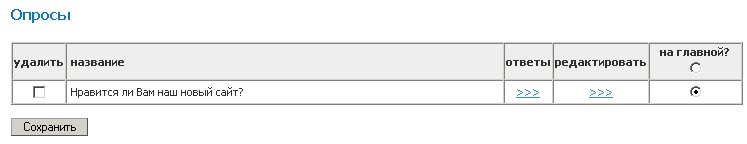 Опросы
удалить название ответы редактировать на главной?
Нравится ли Вам наш новый сайт? >>> >>>
Сохранить